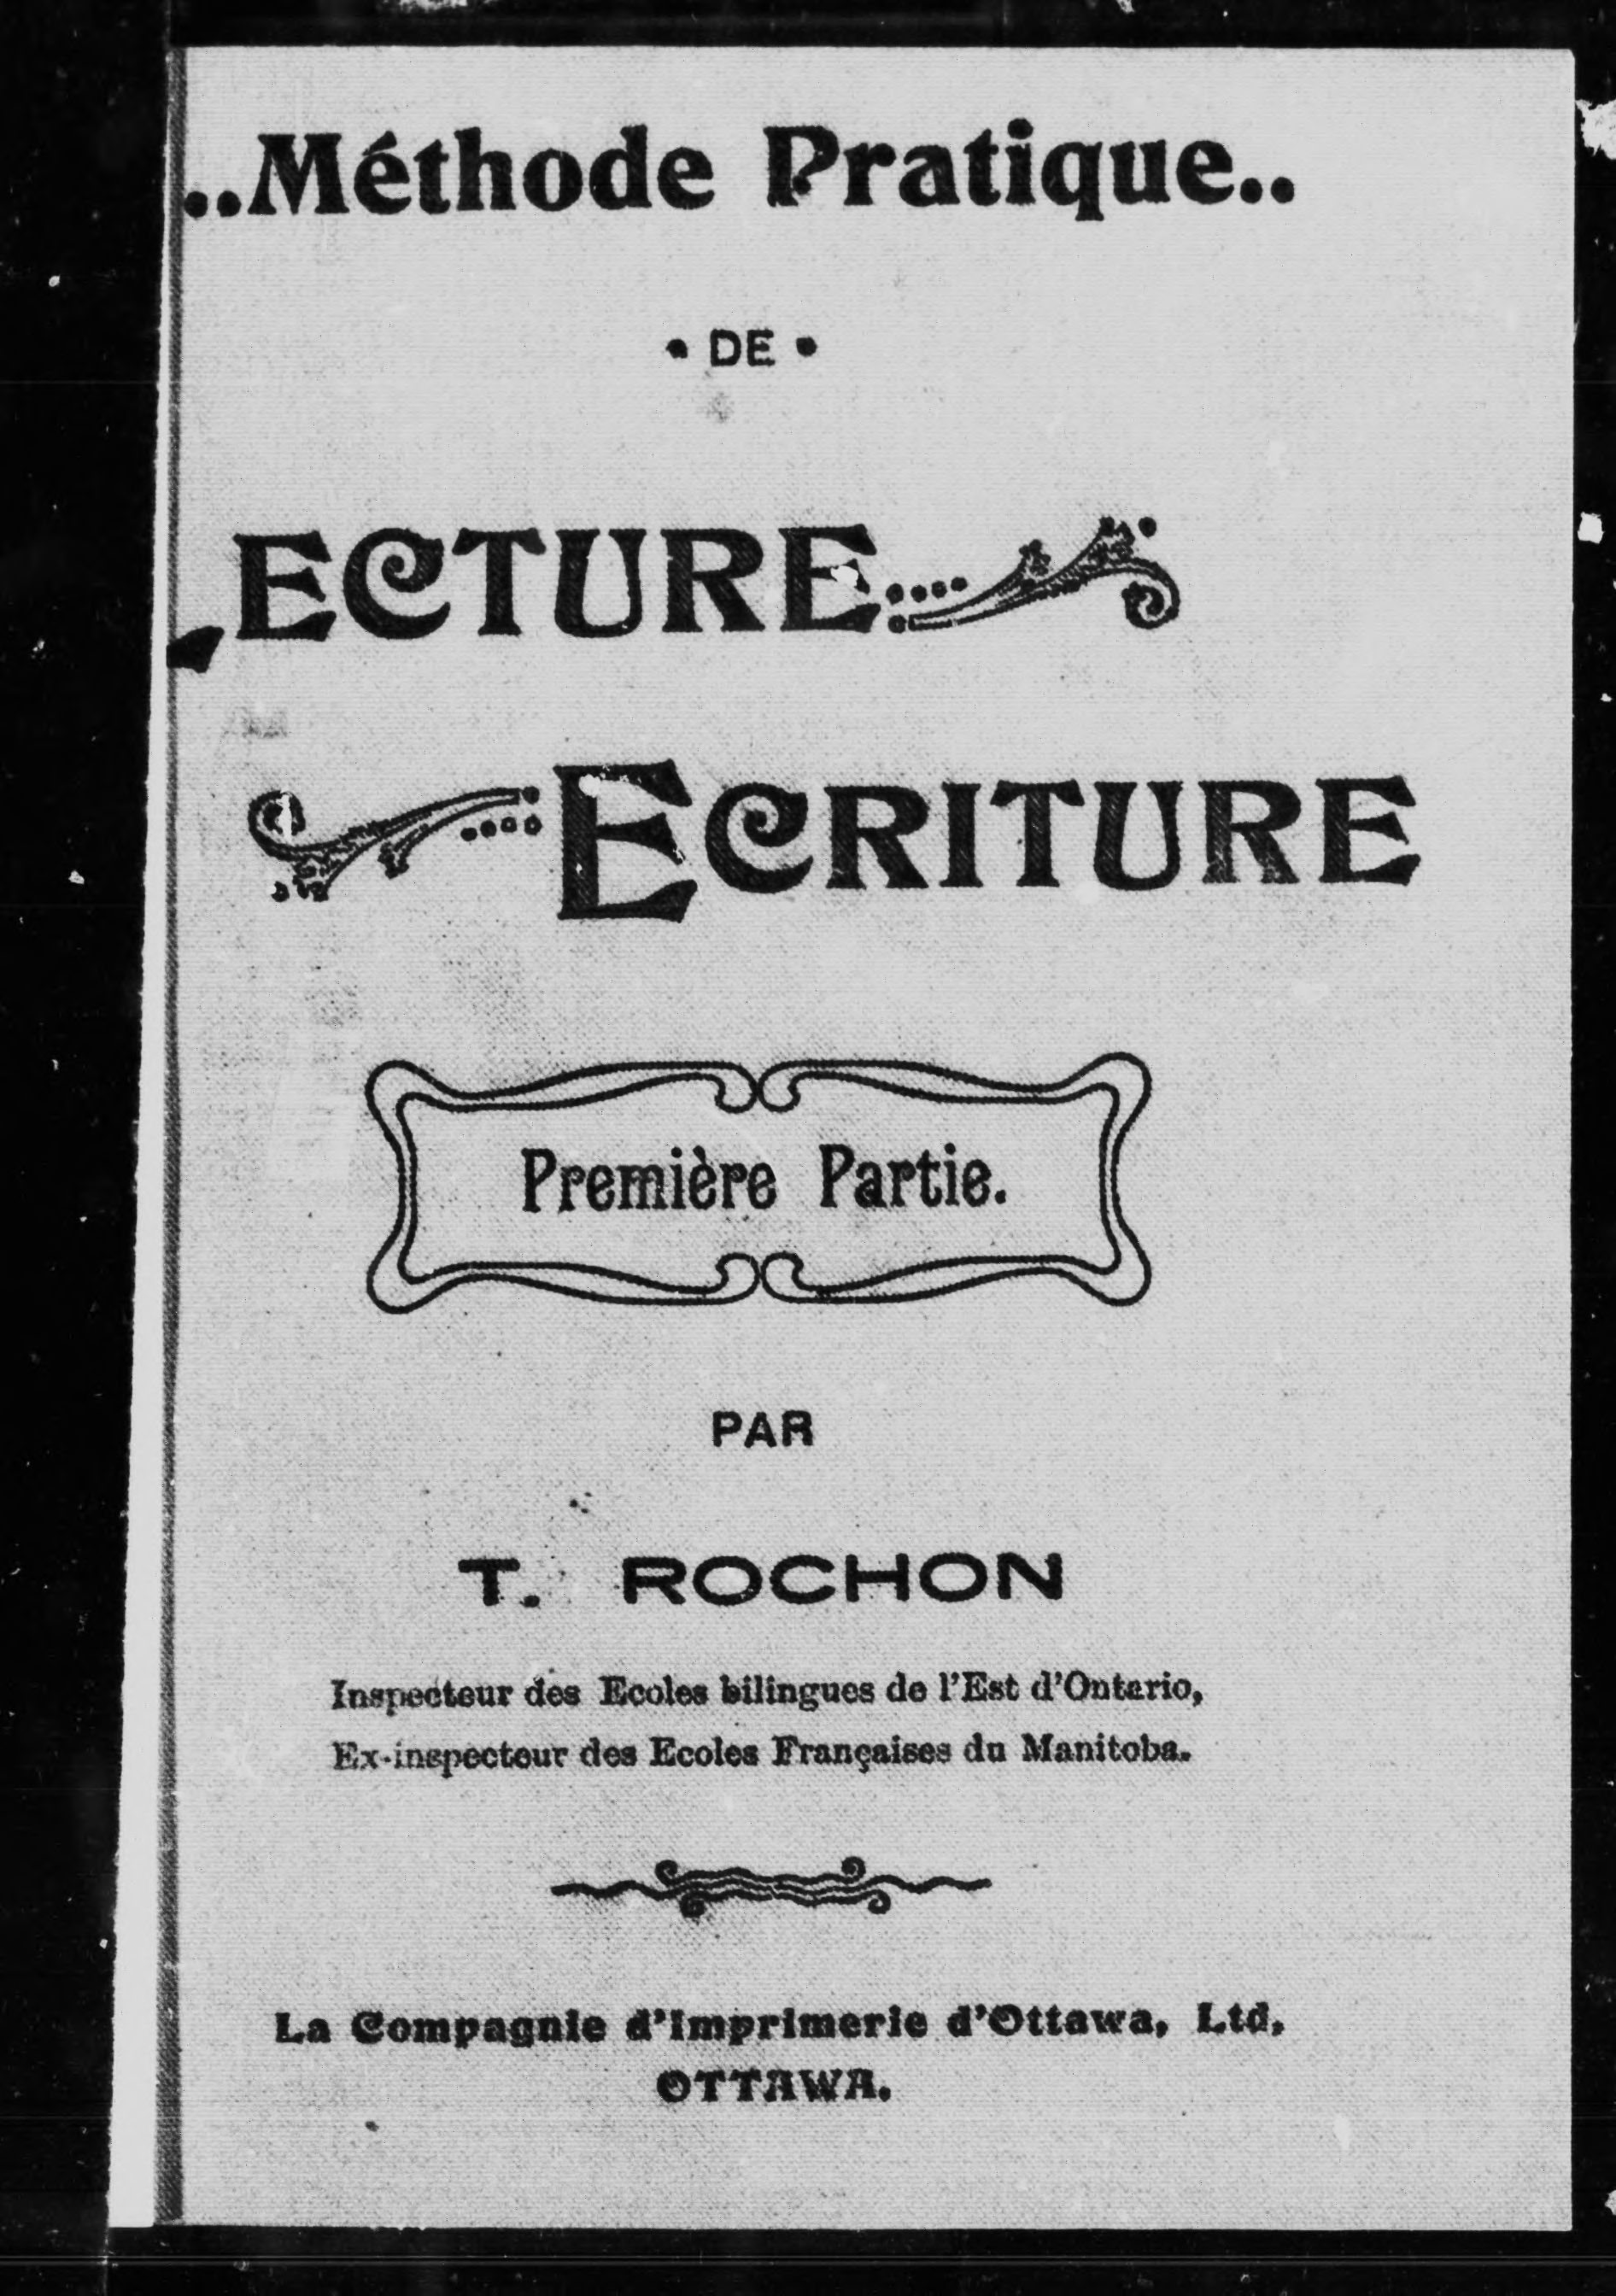 ..Méthode Pratique..
• DE •
LECTURE
ECRITURE
Première Partie.
PAR
T. ROCHON
Inspecteur des Ecoles bilingues de l'Est d'Ontario,
Ex-inspecteur des Ecoles Françaises du Manitoba.
La Compagnie d'Imprimerie d'Ottawa, Ltd,
OTTAWA.